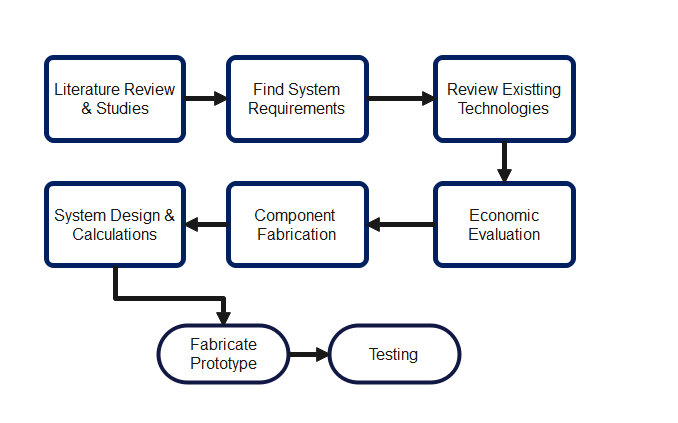 Literature Review
& Studies
Find System
Requirements
Review Existting
Technologies
System Design &
Calculations
Component
Fabrication
Economic
Evaluation
Fabricate
Prototype
Testing